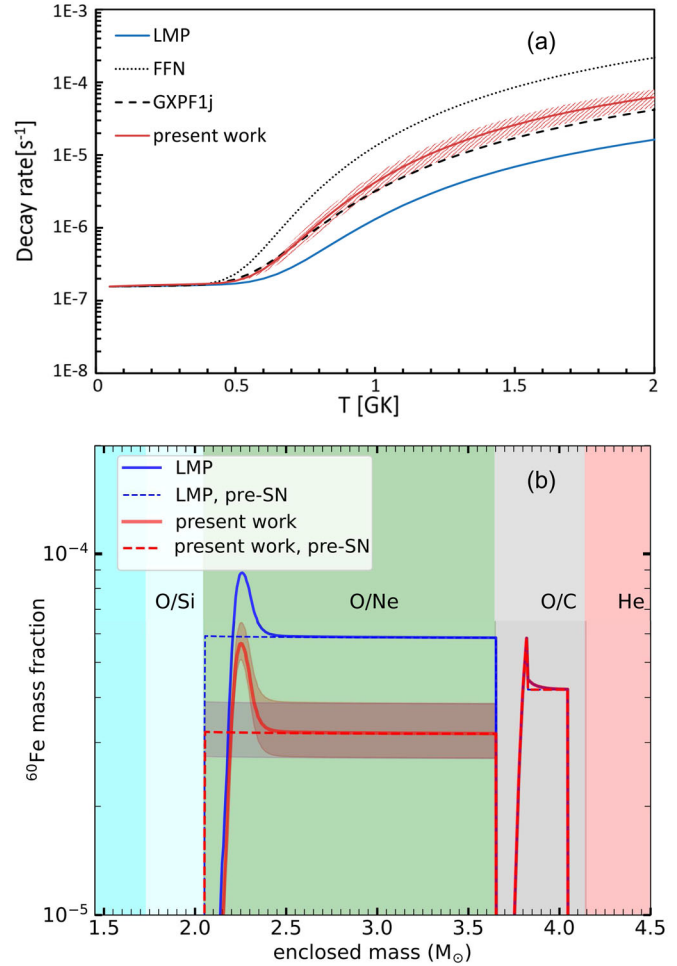 1E-3
LMP
(a)
FFN
GXPF1j
present work
1E-4
1E-5
1E-6
1E-7
1E-8
Decay rate[s⁻¹]
0 0.5 1 1.5 2
T [GK]
LMP
(b)
LMP, pre-SN
present work
present work, pre-SN
10⁻⁴
O/Si O/Ne O/C He
⁶⁰Fe mass fraction
10⁻⁵
1.5 2.0 2.5 3.0 3.5 4.0 4.5
enclosed mass (M☉)